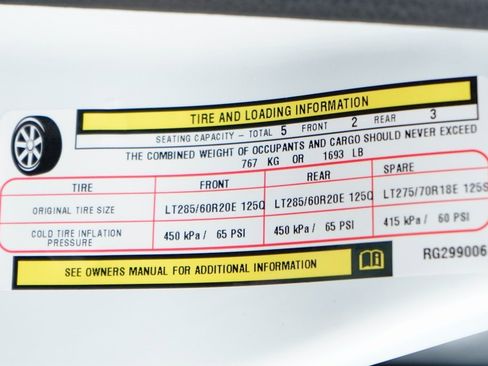 TIRE AND LOADING INFORMATION
SEATING CAPACITY - TOTAL 5 FRONT 2 REAR 3
THE COMBINED WEIGHT OF OCCUPANTS AND CARGO SHOULD NEVER EXCEED
767 KG OR 1693 LB
TIRE FRONT REAR SPARE
ORIGINAL TIRE SIZE LT285/60R20E 125Q LT285/60R20E 125Q LT275/70R18E 125S
COLD TIRE INFLATION PRESSURE 450 kPa / 65 PSI 450 kPa / 65 PSI 415 kPa / 60 PSI
SEE OWNERS MANUAL FOR ADDITIONAL INFORMATION
RG299006